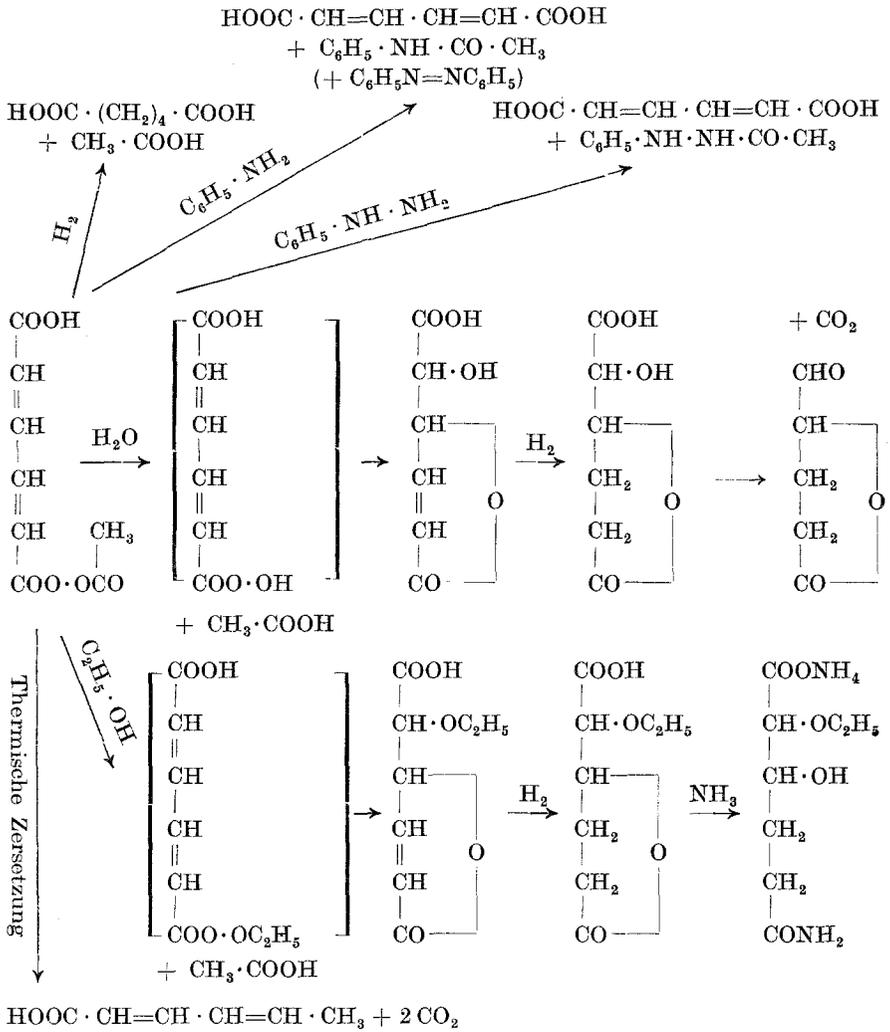 HOOC · CH=CH · CH=CH · COOH
+ C₆H₅ · NH · CO · CH₃
(+ C₆H₅N=NC₆H₅)
HOOC · (CH₂)₄ · COOH
+ CH₃ · COOH
HOOC · CH=CH · CH=CH · COOH
+ C₆H₅·NH·NH·CO·CH₃
H₂
C₆H₅ · NH₂
C₆H₅ · NH · NH₂
COOH COOH COOH COOH + CO₂
CH CH CH·OH CH·OH CHO
CH H₂O CH CH H₂ CH CH
CH CH CH O CH₂ O CH₂ O
CH CH₃ CH CH CH₂ CH₂
COO·OCO COO·OH CO CO CO
+ CH₃·COOH
C₂H₅ · OH
Thermische Zersetzung
COOH COOH COOH COONH₄
CH CH·OC₂H₅ CH·OC₂H₅ CH·OC₂H₅
CH CH CH CH·OH
CH CH O H₂ CH₂ O NH₃ CH₂
CH CH CH₂ CH₂
COO·OC₂H₅ CO CO CONH₂
+ CH₃·COOH
HOOC · CH=CH · CH=CH · CH₃ + 2 CO₂